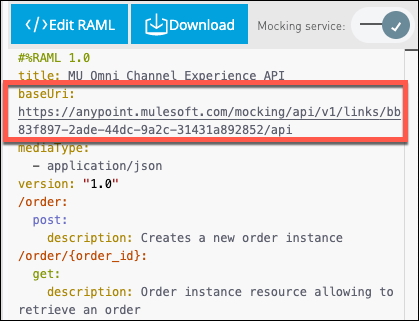 </>Edit RAML Download Mocking service:
#%RAML 1.0
title: MU Omni Channel Experience API
baseUri:
https://anypoint.mulesoft.com/mocking/api/v1/links/bb
83f897-2ade-44dc-9a2c-31431a892852/api
mediaType:
- application/json
version: "1.0"
/order:
post:
description: Creates a new order instance
/order/{order_id}:
get:
description: Order instance resource allowing to
retrieve an order